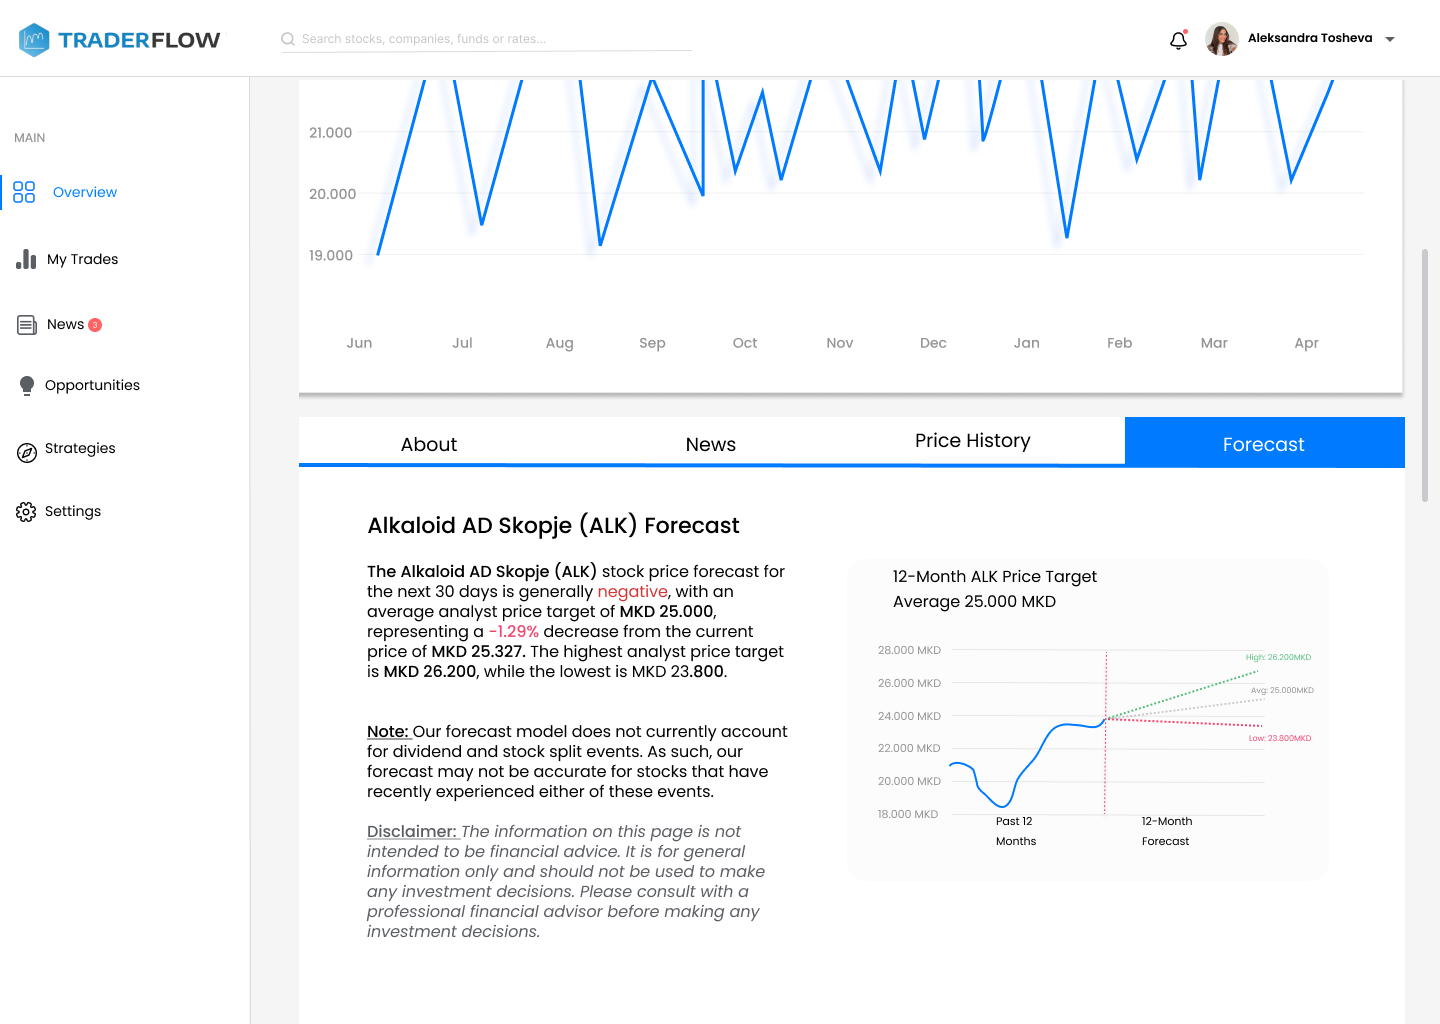 TRADERFLOW
Search stocks, companies, funds or rates...
Aleksandra Tosheva
MAIN
Overview
My Trades
News 3
Opportunities
Strategies
Settings
21.000
20.000
19.000
Jun Jul Aug Sep Oct Nov Dec Jan Feb Mar Apr
About News Price History Forecast
Alkaloid AD Skopje (ALK) Forecast
The Alkaloid AD Skopje (ALK) stock price forecast for
the next 30 days is generally negative, with an
average analyst price target of MKD 25.000,
representing a -1.29% decrease from the current
price of MKD 25.327. The highest analyst price target
is MKD 26.200, while the lowest is MKD 23.800.
Note: Our forecast model does not currently account
for dividend and stock split events. As such, our
forecast may not be accurate for stocks that have
recently experienced either of these events.
Disclaimer: The information on this page is not
intended to be financial advice. It is for general
information only and should not be used to make
any investment decisions. Please consult with a
professional financial advisor before making any
investment decisions.
12-Month ALK Price Target
Average 25.000 MKD
28.000 MKD
26.000 MKD
24.000 MKD
22.000 MKD
20.000 MKD
18.000 MKD
High: 26.200MKD
Avg: 25.000MKD
Low: 23.800MKD
Past 12
Months
12-Month
Forecast